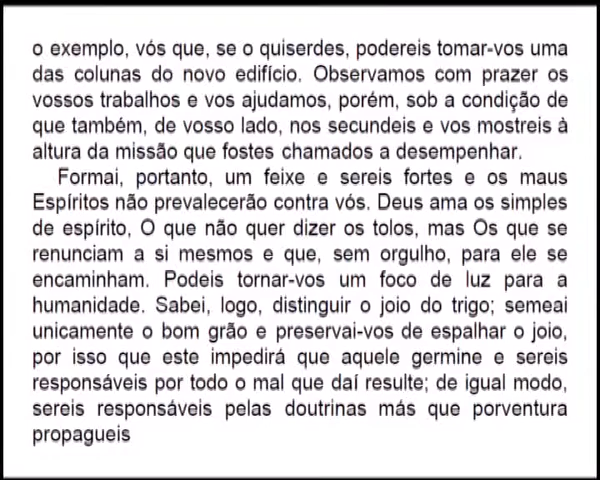 o exemplo, vós que, se o quiserdes, podereis tomar-vos uma
das colunas do novo edifício. Observamos com prazer os
vossos trabalhos e vos ajudamos, porém, sob a condição de
que também, de vosso lado, nos secundeis e vos mostreis à
altura da missão que fostes chamados a desempenhar.
Formai, portanto, um feixe e sereis fortes e os maus
Espíritos não prevalecerão contra vós. Deus ama os simples
de espírito, O que não quer dizer os tolos, mas Os que se
renunciam a si mesmos e que, sem orgulho, para ele se
encaminham. Podeis tornar-vos um foco de luz para a
humanidade. Sabei, logo, distinguir o joio do trigo; semeai
unicamente o bom grão e preservai-vos de espalhar o joio,
por isso que este impedirá que aquele germine e sereis
responsáveis por todo o mal que daí resulte; de igual modo,
sereis responsáveis pelas doutrinas más que porventura
propagueis